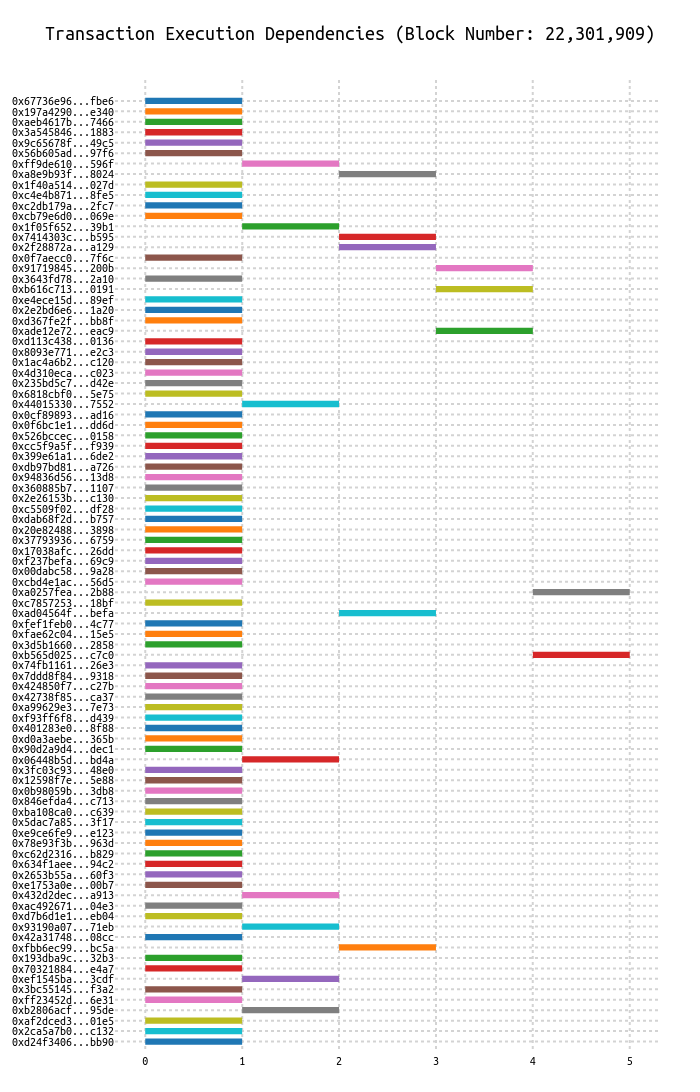 Transaction Execution Dependencies (Block Number: 22,301,909)
0x67736e96...fbe6
0x197a4290...e340
0xaeb4617b...7466
0x3a545846...1883
0x9c65678f...49c5
0x56b605ad...97f6
0xff9de610...596f
0xa8e9b93f...8024
0x1f40a514...027d
0xc4e4b871...8fe5
0xc2db179a...2fc7
0xcb79e6d0...069e
0x1f05f652...39b1
0x7414303c...b595
0x2f28872a...a129
0x0f7aecc0...7f6c
0x91719845...200b
0x3643fd78...2a10
0xb616c713...0191
0xe4ece15d...89ef
0x2e2bd6e6...1a20
0xd367fe2f...bb8f
0xade12e72...eac9
0xd113c438...0136
0x8093e771...e2c3
0x1ac4a6b2...c120
0x4d310eca...c023
0x235bd5c7...d42e
0x6818cbf0...5e75
0x44015330...7552
0x0cf89893...ad16
0x0f6bc1e1...dd6d
0x526bccec...0158
0xcc5f9a5f...f939
0x399e61a1...6de2
0xdb97bd81...a726
0x94836d56...13d8
0x360885b7...1107
0x2e26153b...c130
0xc5509f02...df28
0xdab68f2d...b757
0x20e82488...3898
0x37793936...6759
0x17038afc...26dd
0xf237befa...69c9
0x00dabc58...9a28
0xcbd4e1ac...56d5
0xa0257fea...2b88
0xc7857253...18bf
0xad04564f...befa
0xfef1feb0...4c77
0xfae62c04...15e5
0x3d5b1660...2858
0xb565d025...c7c0
0x74fb1161...26e3
0x7ddd8f84...9318
0x424850f7...c27b
0x42738f85...ca37
0xa99629e3...7e73
0xf93ff6f8...d439
0x401283e0...8f88
0xd0a3aebe...365b
0x90d2a9d4...dec1
0x06448b5d...bd4a
0x3fc03c93...48e0
0x12598f7e...5e88
0x0b98059b...3db8
0x846efda4...c713
0xba108ca0...c639
0x5dac7a85...3f17
0xe9ce6fe9...e123
0x78e93f3b...963d
0xc62d2316...b829
0x634f1aee...94c2
0x2653b55a...60f3
0xe1753a0e...00b7
0x432d2dec...a913
0xac492671...04e3
0xd7b6d1e1...eb04
0x93190a07...71eb
0x42a31748...08cc
0xfbb6ec99...bc5a
0x193dba9c...32b3
0x70321884...e4a7
0xef1545ba...3cdf
0x3bc55145...f3a2
0xff23452d...6e31
0xb2806acf...95de
0xaf2dced3...01e5
0x2ca5a7b0...c132
0xd24f3406...bb90
0 1 2 3 4 5